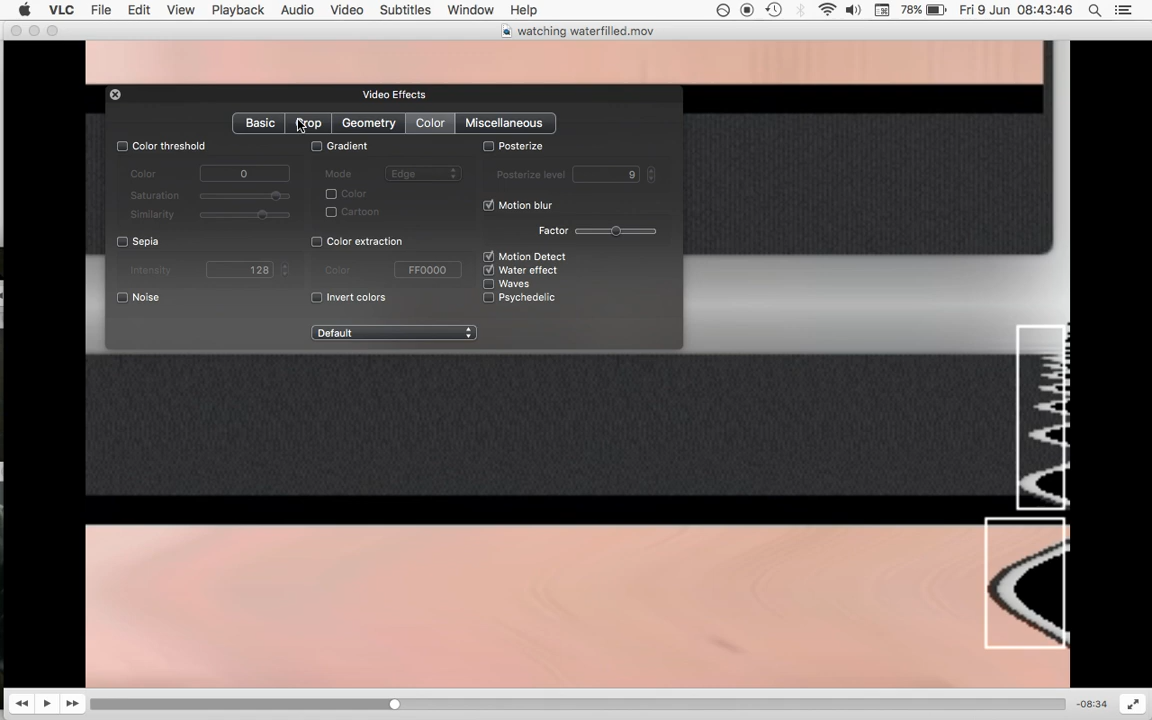 VLC File Edit View Playback Audio Video Subtitles Window Help 78% Fri 9 Jun 08:43:46
watching waterfilled.mov
Video Effects
Basic Crop Geometry Color Miscellaneous
Color threshold Gradient Posterize
Color 0 Mode Edge Posterize level 9
Saturation Color
Motion blur
Similarity Cartoon
Factor
Sepia Color extraction
Motion Detect
Intensity 128 Color FF0000 Water effect
Waves
Noise Invert colors Psychedelic
Default
-08:34